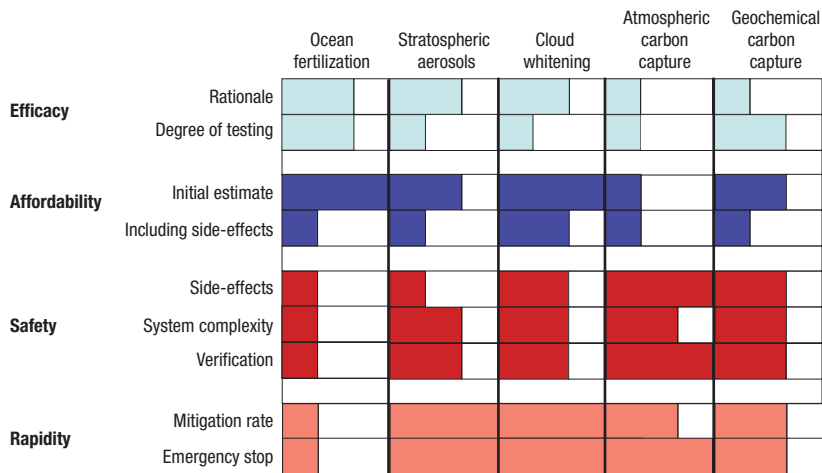 Ocean fertilization
Stratospheric aerosols
Cloud whitening
Atmospheric carbon capture
Geochemical carbon capture
Efficacy
Rationale
Degree of testing
Affordability
Initial estimate
Including side-effects
Safety
Side-effects
System complexity
Verification
Rapidity
Mitigation rate
Emergency stop